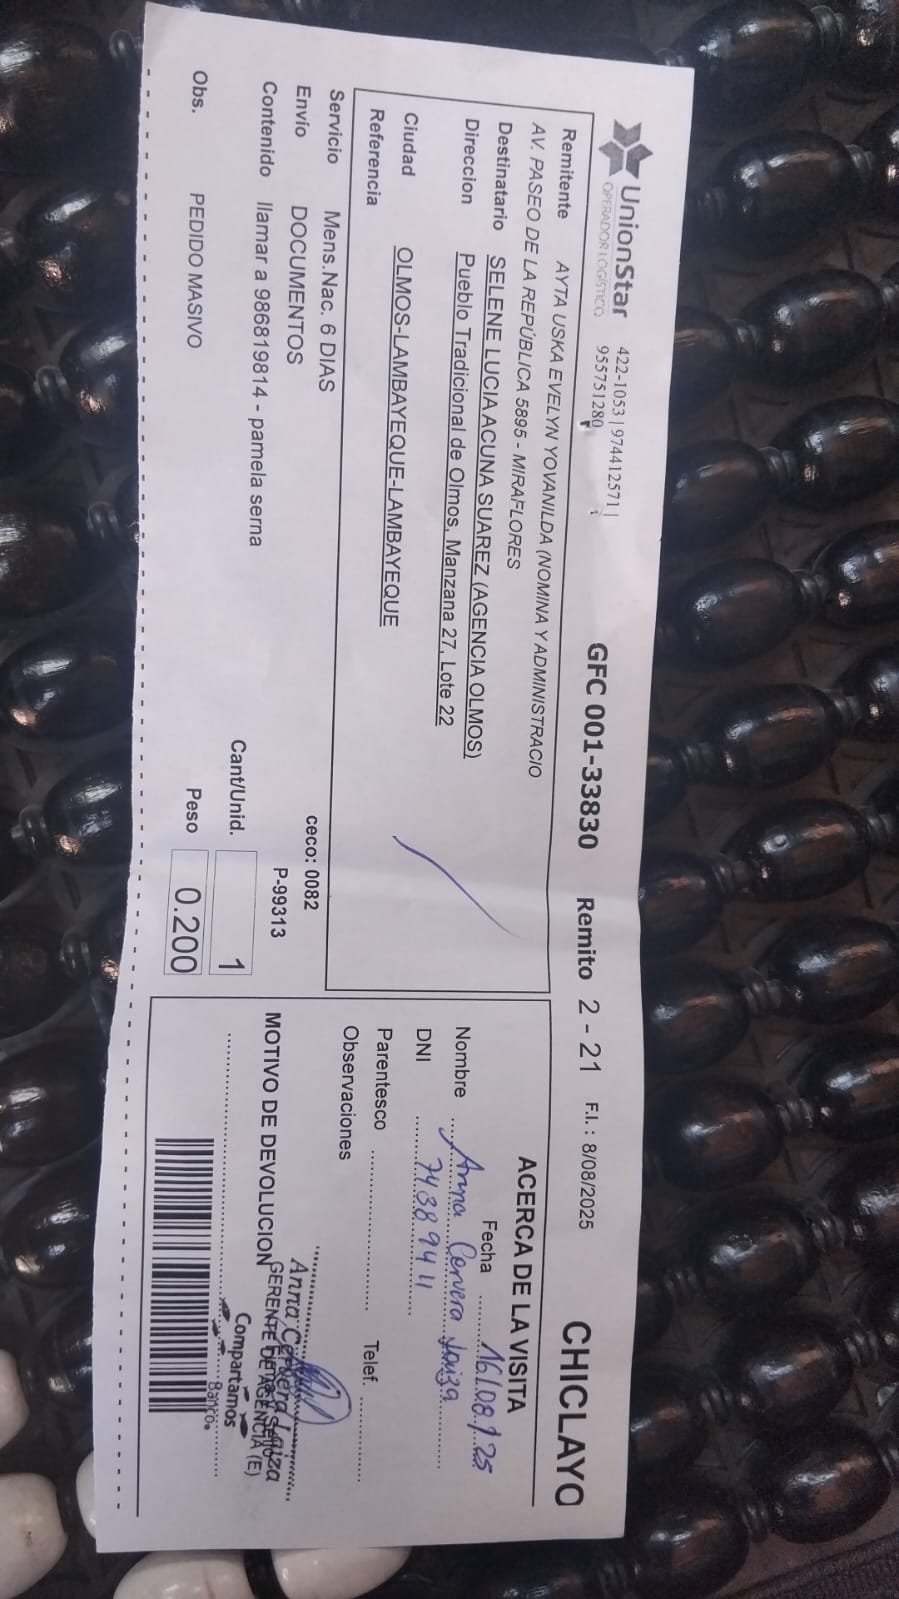 UnionStar
OPERADOR LOGÍSTICO
422-1053 | 974412571 |
955751280
GFC 001-33830
Remito 2 - 21
F.I.: 8/08/2025
CHICLAYO
Remitente AYTA USKA EVELYN YOVANILDA (NOMINA Y ADMINISTRACIO
AV. PASEO DE LA REPÚBLICA 5895 - MIRAFLORES
Destinatario SELENE LUCIA ACUNA SUAREZ (AGENCIA OLMOS)
Direccion Pueblo Tradicional de Olmos, Manzana 27, Lote 22
Ciudad OLMOS-LAMBAYEQUE-LAMBAYEQUE
Referencia
Servicio Mens.Nac. 6 DIAS
ceco: 0082
Envio DOCUMENTOS
P-99313
Contenido llamar a 986819814 - pamela serna
Cant/Unid. 1
Obs. PEDIDO MASIVO
Peso 0.200
ACERCA DE LA VISITA
Fecha 16/08/25
Nombre Anna Cervera Laiza
DNI 74389411
Parentesco
Telef.
Observaciones
MOTIVO DE DEVOLUCION
Anna Cervera Laiza
GERENTE DE AGENCIA (E)
Compartamos
Banco